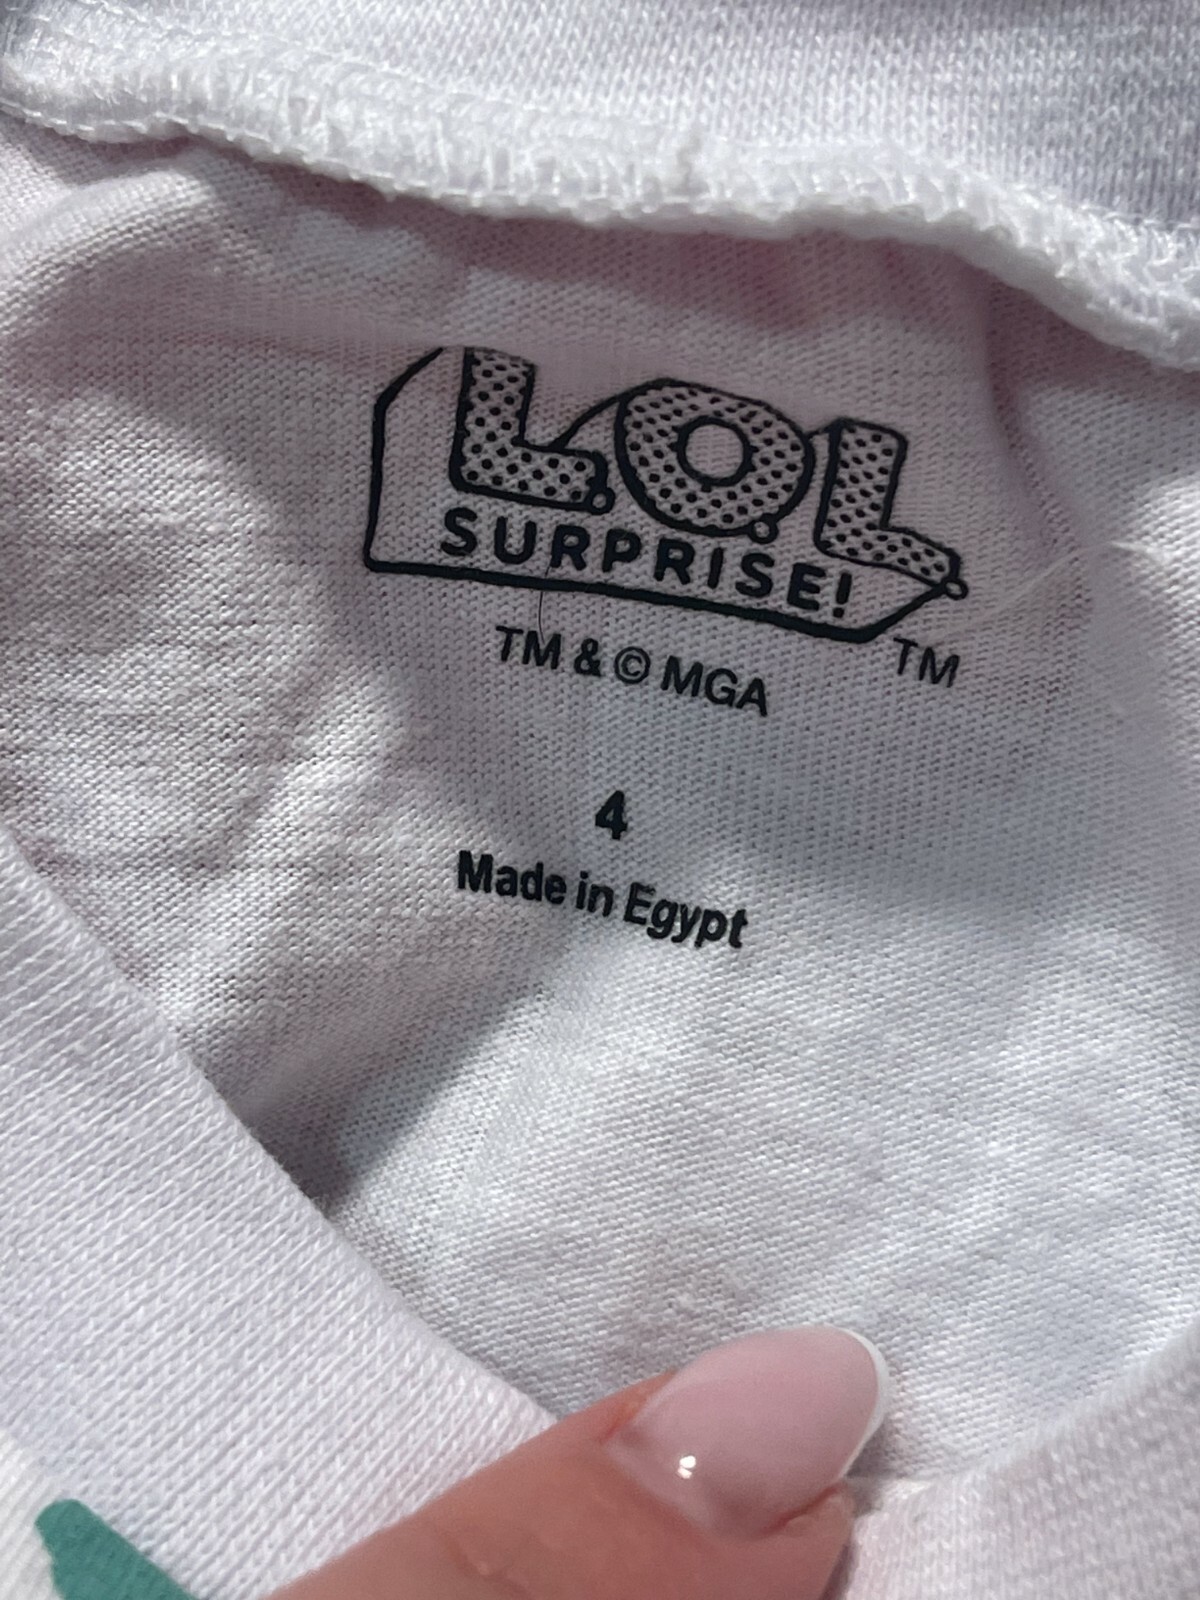 L.O.L.
SURPRISE!
TM
TM & © MGA
4
Made in Egypt